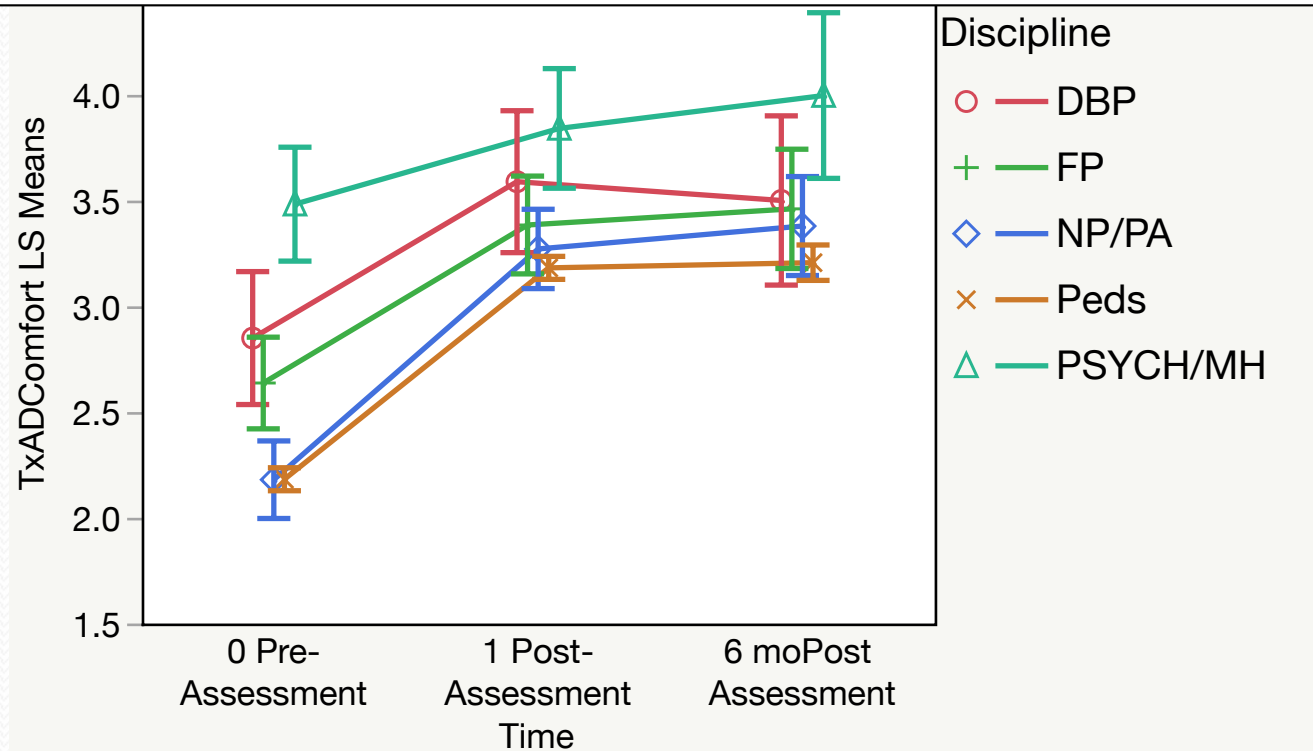 TxADComfort LS Means
4.0
3.5
3.0
2.5
2.0
1.5
0 Pre-
Assessment
1 Post-
Assessment
6 moPost
Assessment
Time
Discipline
DBP
FP
NP/PA
Peds
PSYCH/MH